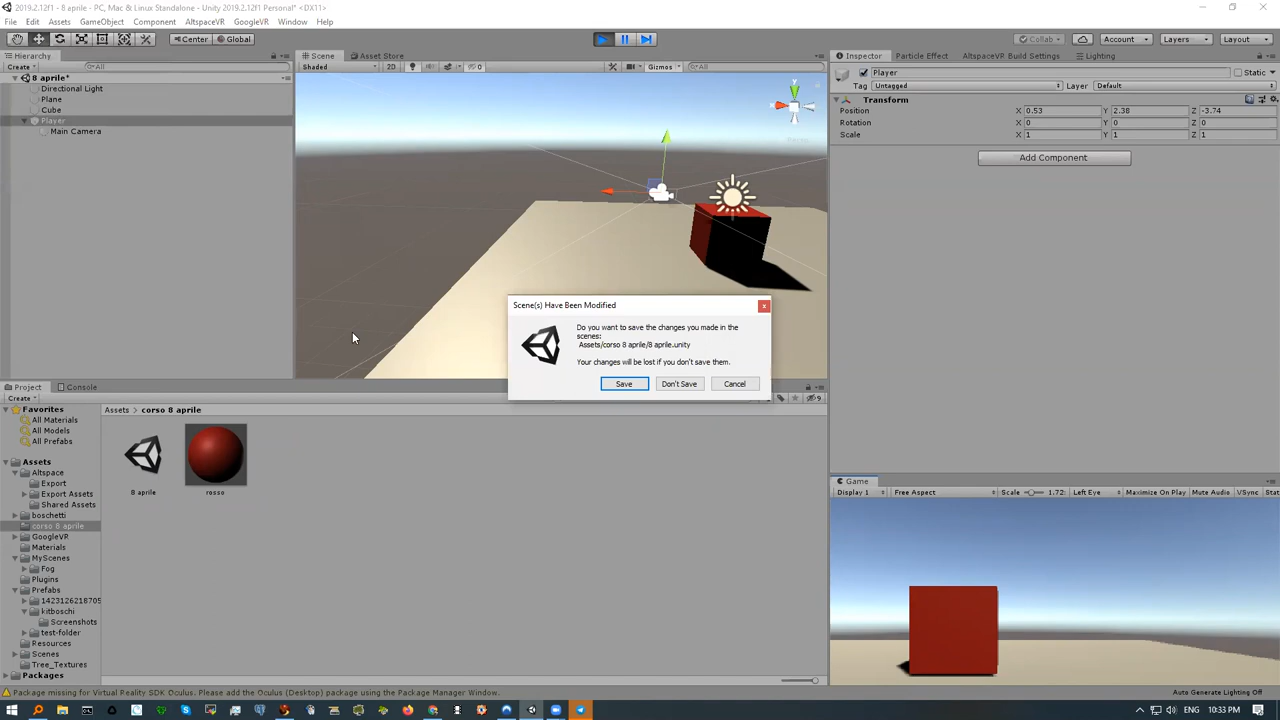 2019.2.12f1 - 8 aprile - PC, Mac & Linux Standalone - Unity 2019.2.12f1 Personal* <DX11>
File Edit Assets GameObject Component AltspaceVR GoogleVR Window Help
Center Global Collab Account Layers Layout
Hierarchy
Create All
8 aprile*
Directional Light
Plane
Cube
Player
Main Camera
Scene Asset Store
Shaded 2D 0 Gizmos All
y
Inspector Particle Effect AltspaceVR Build Settings Lighting
Player Static
Tag Untagged Layer Default
Transform
Position X 0.53 Y 2.38 Z -3.74
Rotation X 0 Y 0 Z 0
Scale X 1 Y 1 Z 1
Add Component
Scene(s) Have Been Modified x
Do you want to save the changes you made in the
scenes:
Assets/corso 8 aprile/8 aprile.unity
Your changes will be lost if you don't save them.
Save Don't Save Cancel
Project Console
Create 9
Favorites
All Materials
All Models
All Prefabs
Assets
Altspace
Export
Export Assets
Shared Assets
boschetti
corso 8 aprile
GoogleVR
Materials
MyScenes
Fog
Plugins
Prefabs
1423126218705
kitboschi
Screenshots
test-folder
Resources
Scenes
Tree_Textures
Packages
Assets > corso 8 aprile
8 aprile rosso
Game
Display 1 Free Aspect Scale 1.72 Left Eye Maximize On Play Mute Audio VSync Stat
Package missing for Virtual Reality SDK Oculus. Please add the Oculus (Desktop) package using the Package Manager Window.
Auto Generate Lighting Off
10:33 PM